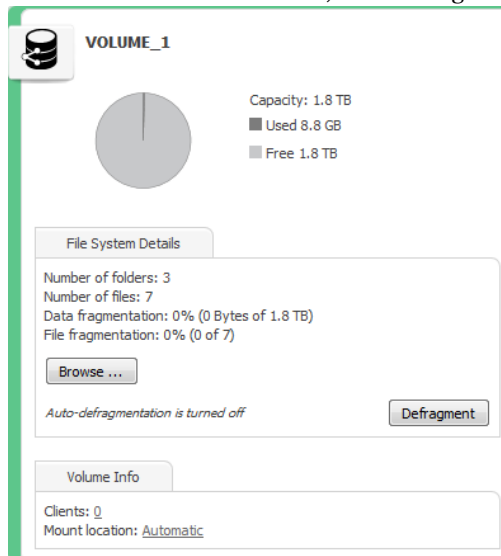 VOLUME_1
Capacity: 1.8 TB
Used 8.8 GB
Free 1.8 TB
File System Details
Number of folders: 3
Number of files: 7
Data fragmentation: 0% (0 Bytes of 1.8 TB)
File fragmentation: 0% (0 of 7)
Browse ...
Auto-defragmentation is turned off
Defragment
Volume Info
Clients: 0
Mount location: Automatic